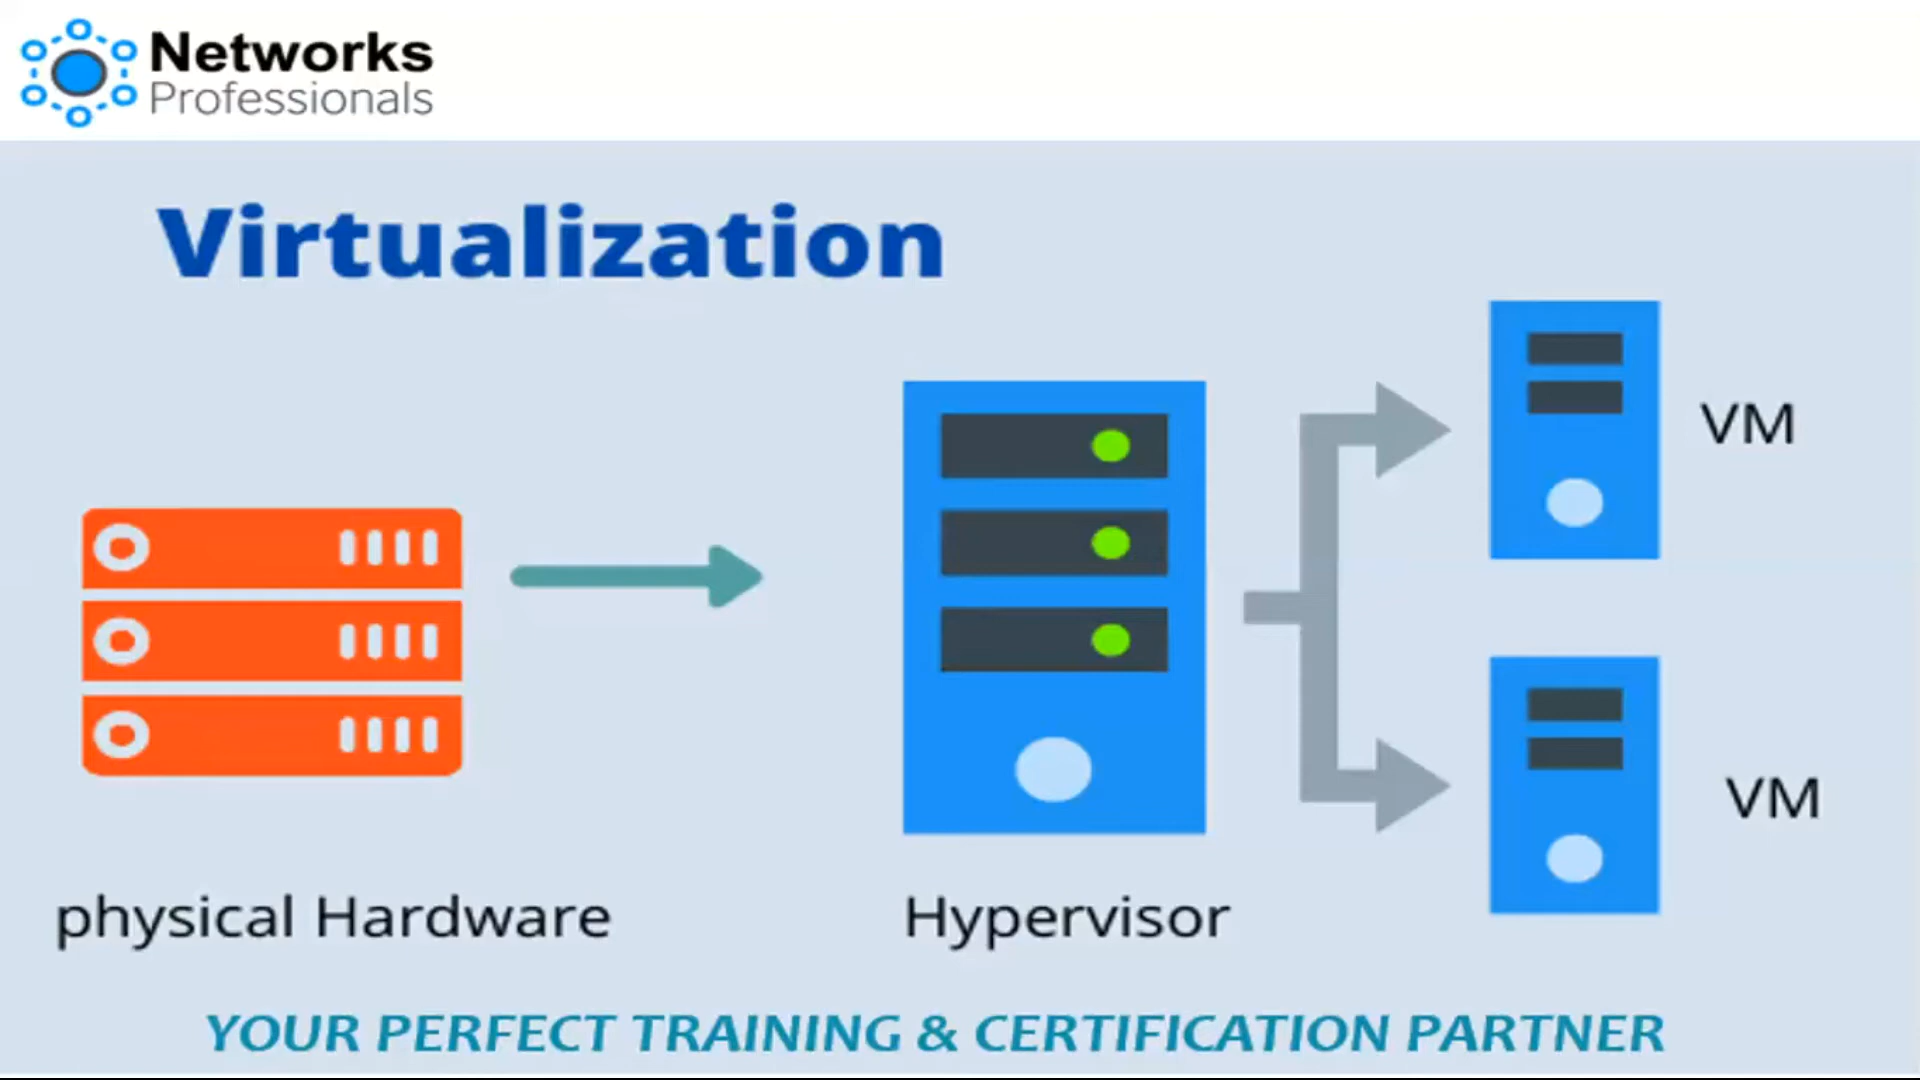 Networks
Professionals
Virtualization
VM
VM
physical Hardware
Hypervisor
YOUR PERFECT TRAINING & CERTIFICATION PARTNER